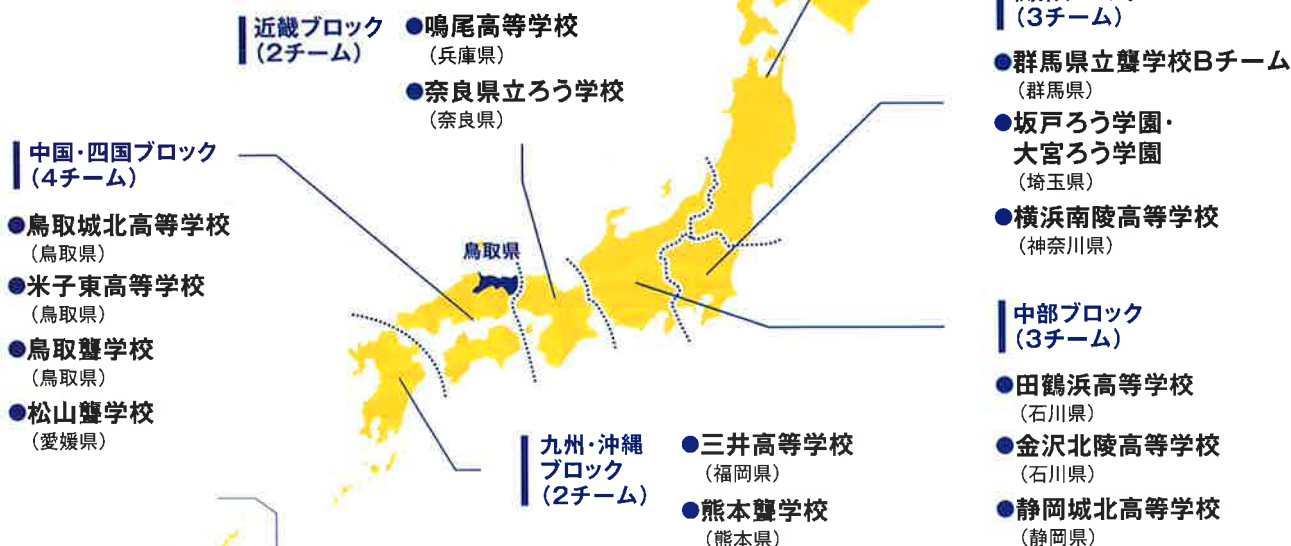 近畿ブロック
(2チーム)
●鳴尾高等学校
(兵庫県)
●奈良県立ろう学校
(奈良県)
中国・四国ブロック
(4チーム)
●鳥取城北高等学校
(鳥取県)
●米子東高等学校
(鳥取県)
●鳥取聾学校
(鳥取県)
●松山聾学校
(愛媛県)
鳥取県
九州・沖縄
ブロック
(2チーム)
●三井高等学校
(福岡県)
●熊本聾学校
(熊本県)
(3チーム)
●群馬県立聾学校Bチーム
(群馬県)
●坂戸ろう学園・
大宮ろう学園
(埼玉県)
●横浜南陵高等学校
(神奈川県)
中部ブロック
(3チーム)
●田鶴浜高等学校
(石川県)
●金沢北陵高等学校
(石川県)
●静岡城北高等学校
(静岡県)